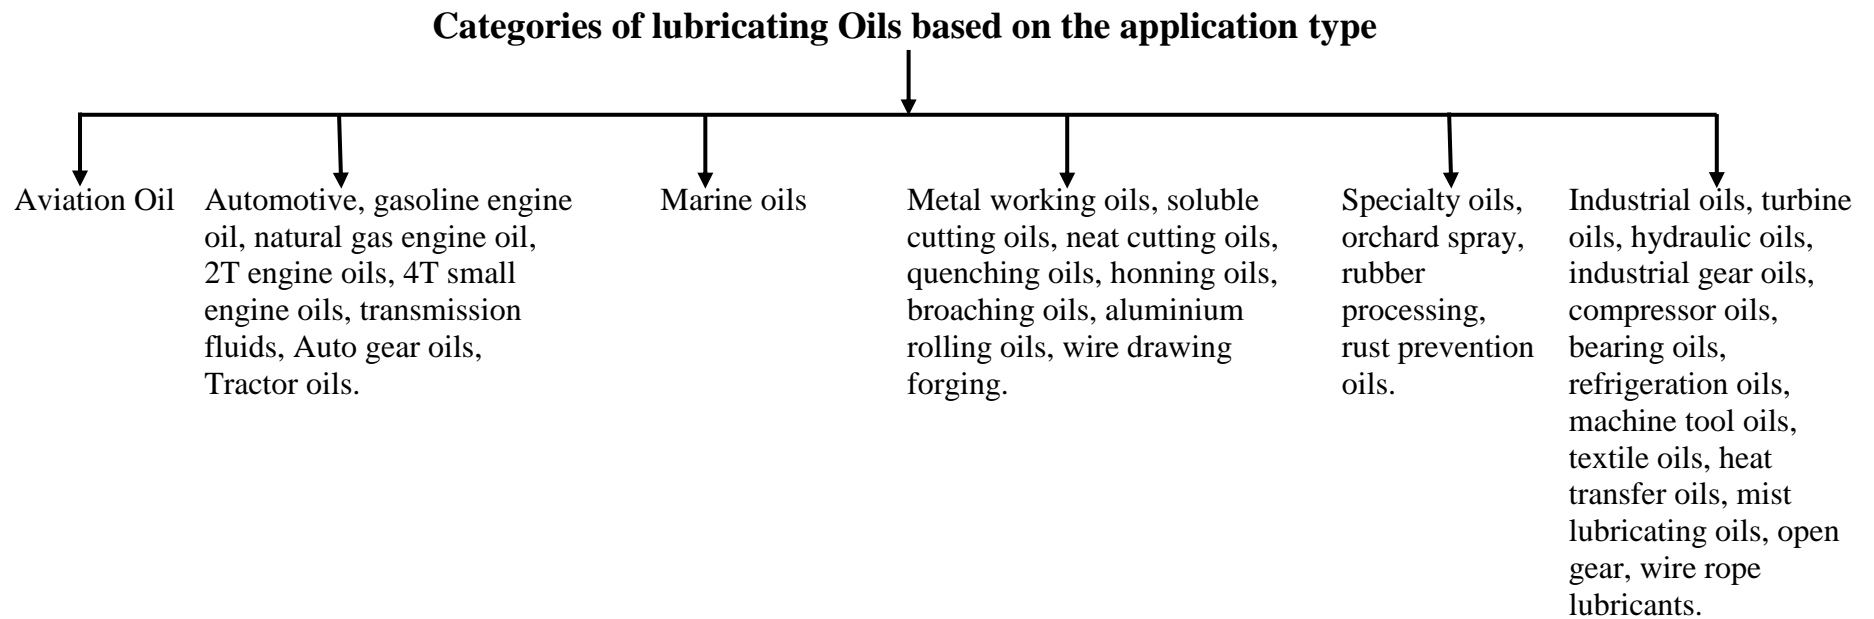 Categories of lubricating Oils based on the application type
Aviation Oil
Automotive, gasoline engine
oil, natural gas engine oil,
2T engine oils, 4T small
engine oils, transmission
fluids, Auto gear oils,
Tractor oils.
Marine oils
Metal working oils, soluble
cutting oils, neat cutting oils,
quenching oils, honning oils,
broaching oils, aluminium
rolling oils, wire drawing
forging.
Specialty oils,
orchard spray,
rubber
processing,
rust prevention
oils.
Industrial oils, turbine
oils, hydraulic oils,
industrial gear oils,
compressor oils,
bearing oils,
refrigeration oils,
machine tool oils,
textile oils, heat
transfer oils, mist
lubricating oils, open
gear, wire rope
lubricants.